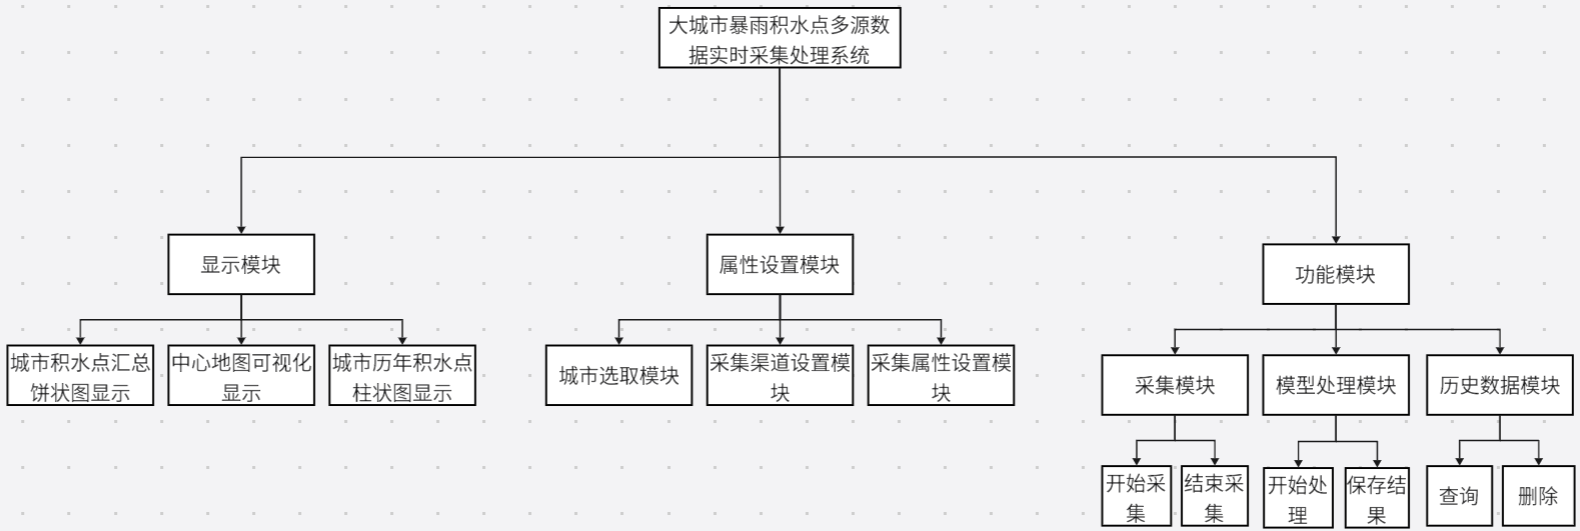 大城市暴雨积水点多源数
据实时采集处理系统
显示模块
属性设置模块
功能模块
城市积水点汇总
饼状图显示
中心地图可视化
显示
城市历年积水点
柱状图显示
城市选取模块
采集渠道设置模
块
采集属性设置模
块
采集模块
模型处理模块
历史数据模块
开始采
集
结束采
集
开始处
理
保存结
果
查询
删除